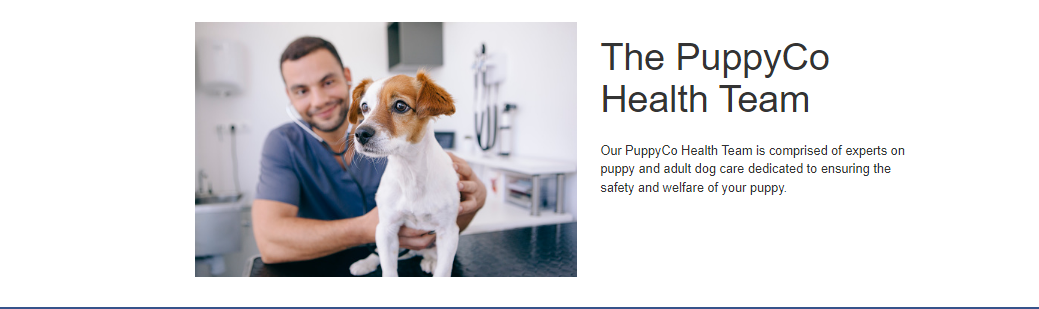 The PuppyCo
Health Team
Our PuppyCo Health Team is comprised of experts on
puppy and adult dog care dedicated to ensuring the
safety and welfare of your puppy.